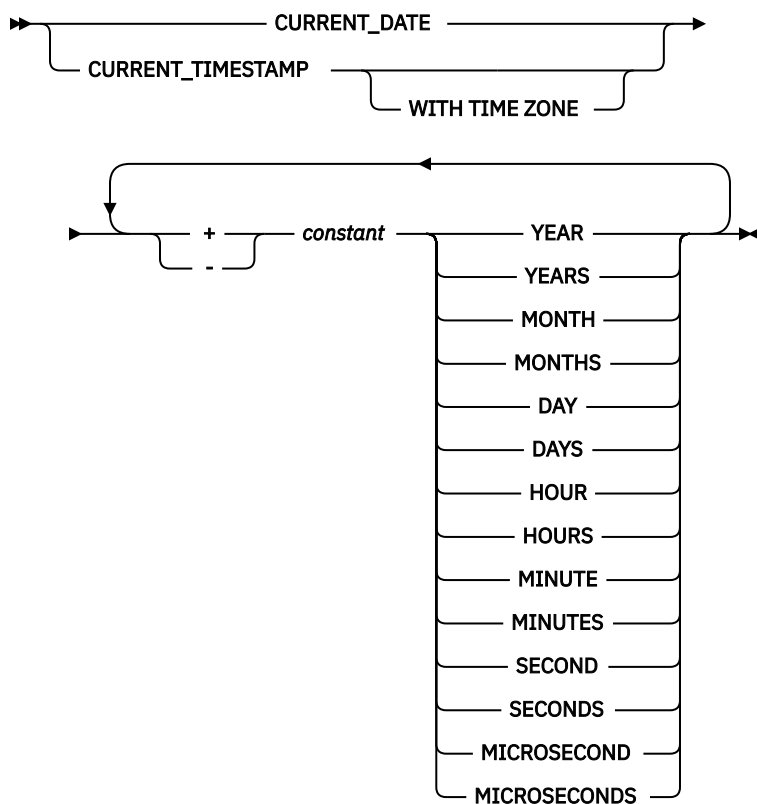 CURRENT_DATE
CURRENT_TIMESTAMP
WITH TIME ZONE
+ constant YEAR
-
YEARS
MONTH
MONTHS
DAY
DAYS
HOUR
HOURS
MINUTE
MINUTES
SECOND
SECONDS
MICROSECOND
MICROSECONDS